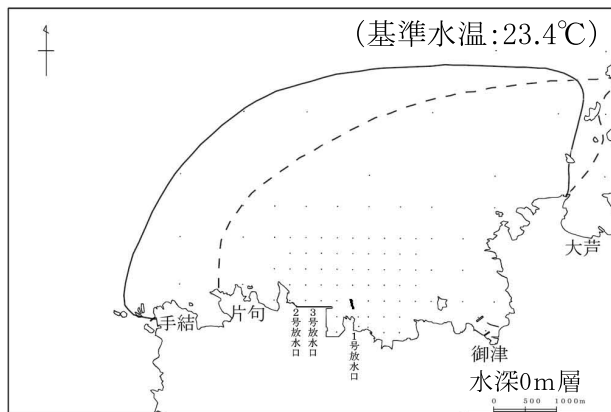 (基準水温:23.4℃)
大芦
手結
片句
2号放水口
3号放水口
1号放水口
御津
水深0m層
0 500 1000m